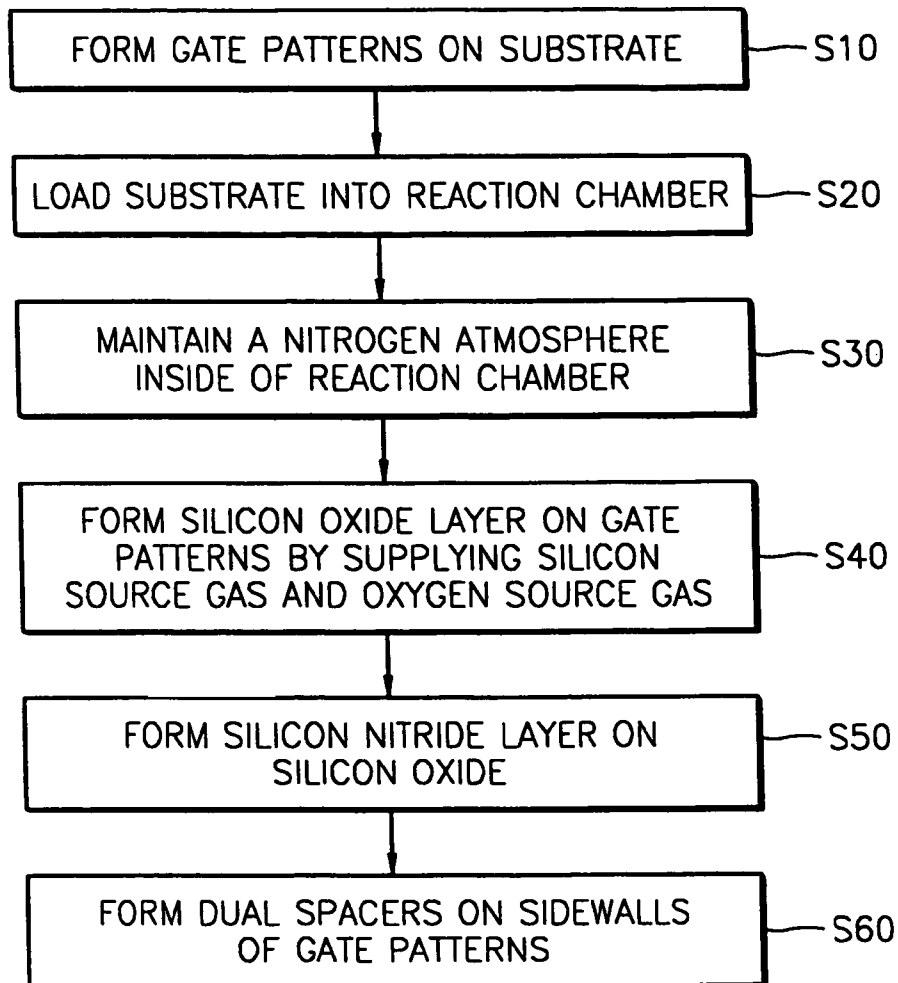 FORM GATE PATTERNS ON SUBSTRATE
S10
LOAD SUBSTRATE INTO REACTION CHAMBER
S20
MAINTAIN A NITROGEN ATMOSPHERE
INSIDE OF REACTION CHAMBER
S30
FORM SILICON OXIDE LAYER ON GATE
PATTERNS BY SUPPLYING SILICON
SOURCE GAS AND OXYGEN SOURCE GAS
S40
FORM SILICON NITRIDE LAYER ON
SILICON OXIDE
S50
FORM DUAL SPACERS ON SIDEWALLS
OF GATE PATTERNS
S60